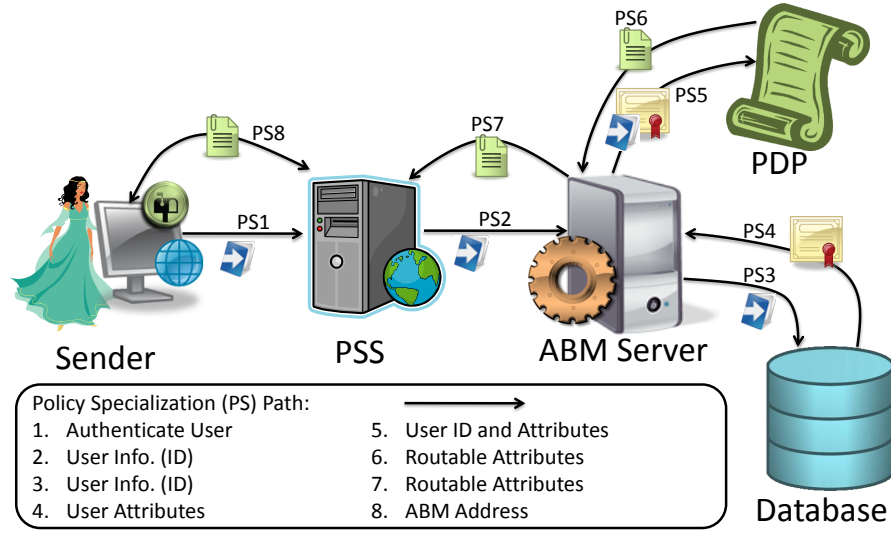 PS6
PS5
PDP
PS8
PS7
PS1
PS2
PS4
PS3
Sender
PSS
ABM Server
Database
Policy Specialization (PS) Path:
1. Authenticate User
2. User Info. (ID)
3. User Info. (ID)
4. User Attributes
5. User ID and Attributes
6. Routable Attributes
7. Routable Attributes
8. ABM Address